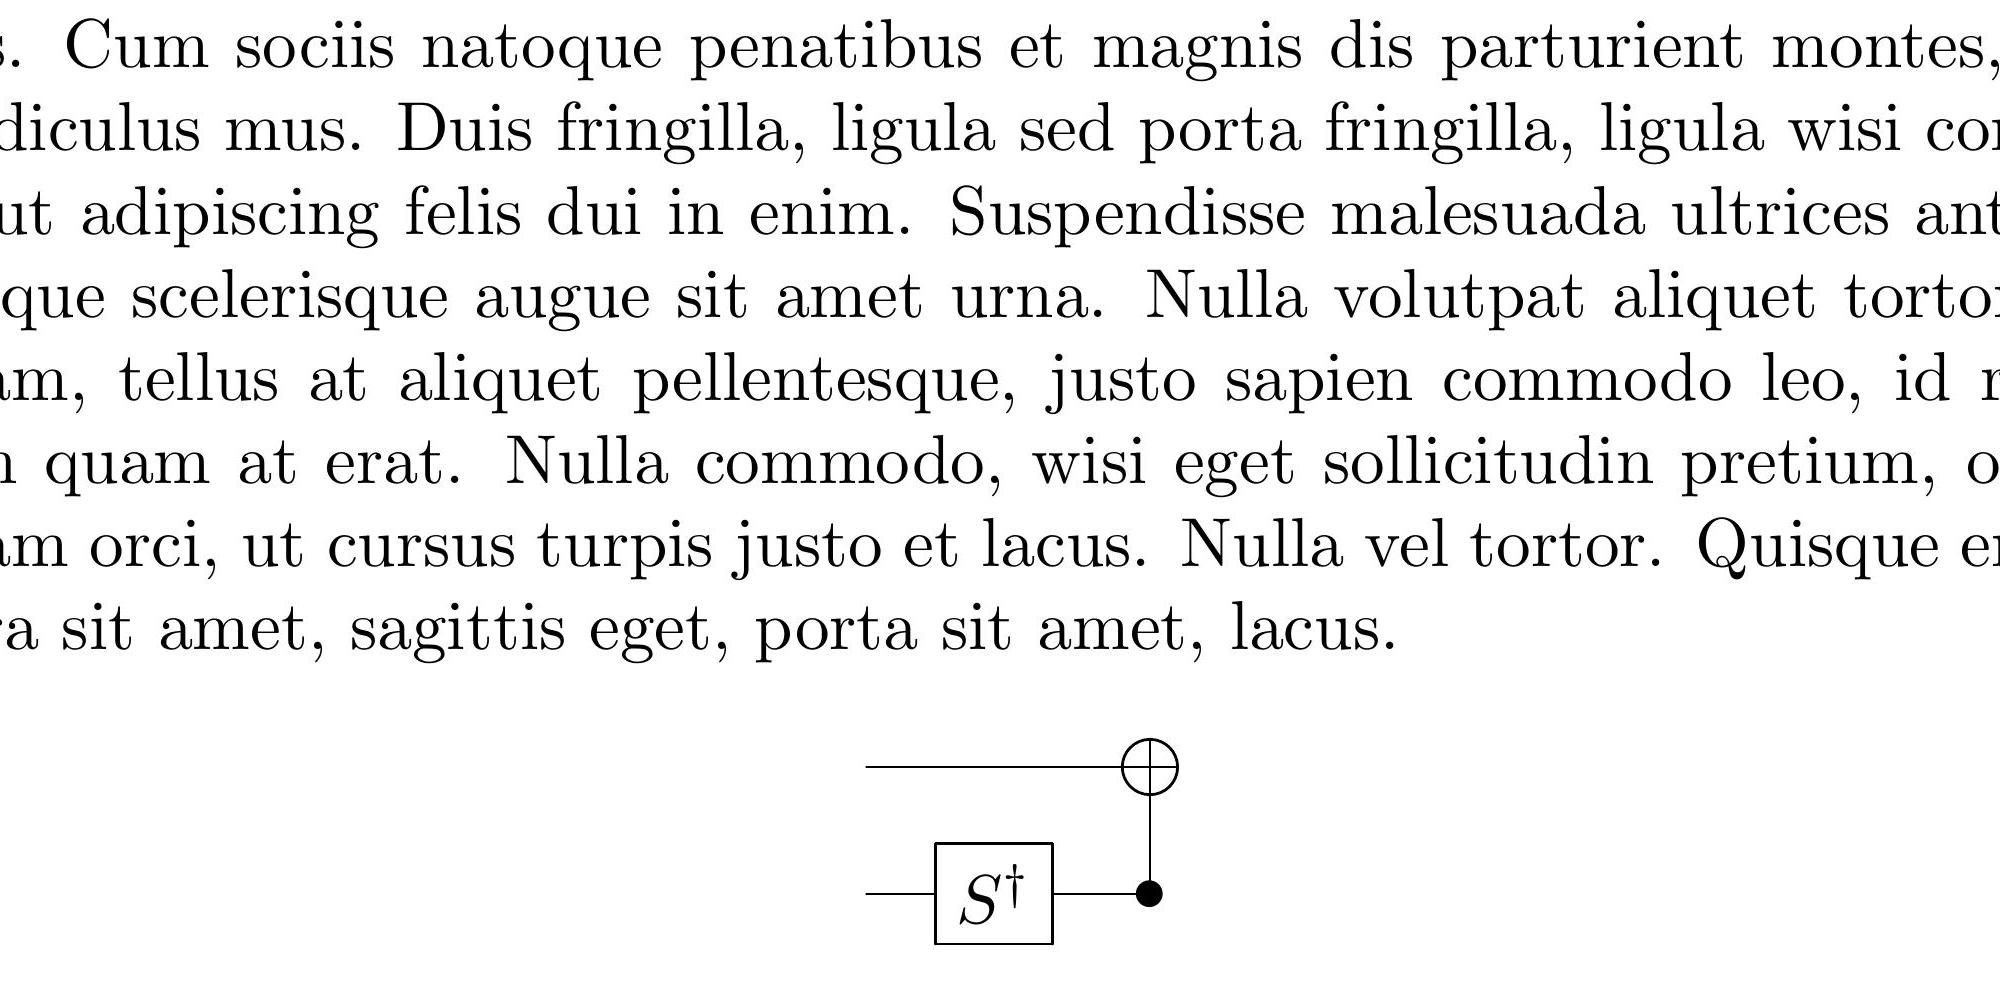 s. Cum sociis natoque penatibus et magnis dis parturient montes,
diculus mus. Duis fringilla, ligula sed porta fringilla, ligula wisi
ut adipiscing felis dui in enim. Suspendisse malesuada ultrices ant
que scelerisque augue sit amet urna. Nulla volutpat aliquet tortor
am, tellus at aliquet pellentesque, justo sapien commodo leo, id
quam at erat. Nulla commodo, wisi eget sollicitudin pretium, o
am orci, ut cursus turpis justo et lacus. Nulla vel tortor. Quisque
a sit amet, sagittis eget, porta sit amet, lacus.
S†